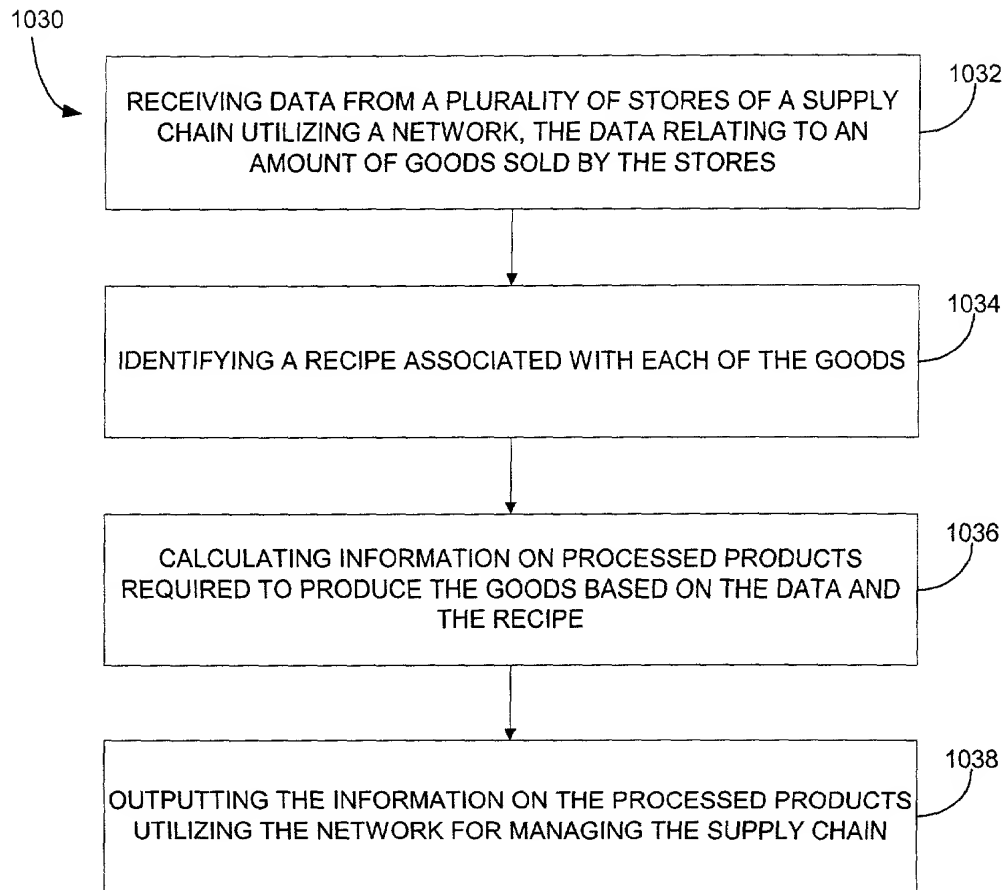 1030
1032
RECEIVING DATA FROM A PLURALITY OF STORES OF A SUPPLY
CHAIN UTILIZING A NETWORK, THE DATA RELATING TO AN
AMOUNT OF GOODS SOLD BY THE STORES
1034
IDENTIFYING A RECIPE ASSOCIATED WITH EACH OF THE GOODS
1036
CALCULATING INFORMATION ON PROCESSED PRODUCTS
REQUIRED TO PRODUCE THE GOODS BASED ON THE DATA AND
THE RECIPE
1038
OUTPUTTING THE INFORMATION ON THE PROCESSED PRODUCTS
UTILIZING THE NETWORK FOR MANAGING THE SUPPLY CHAIN